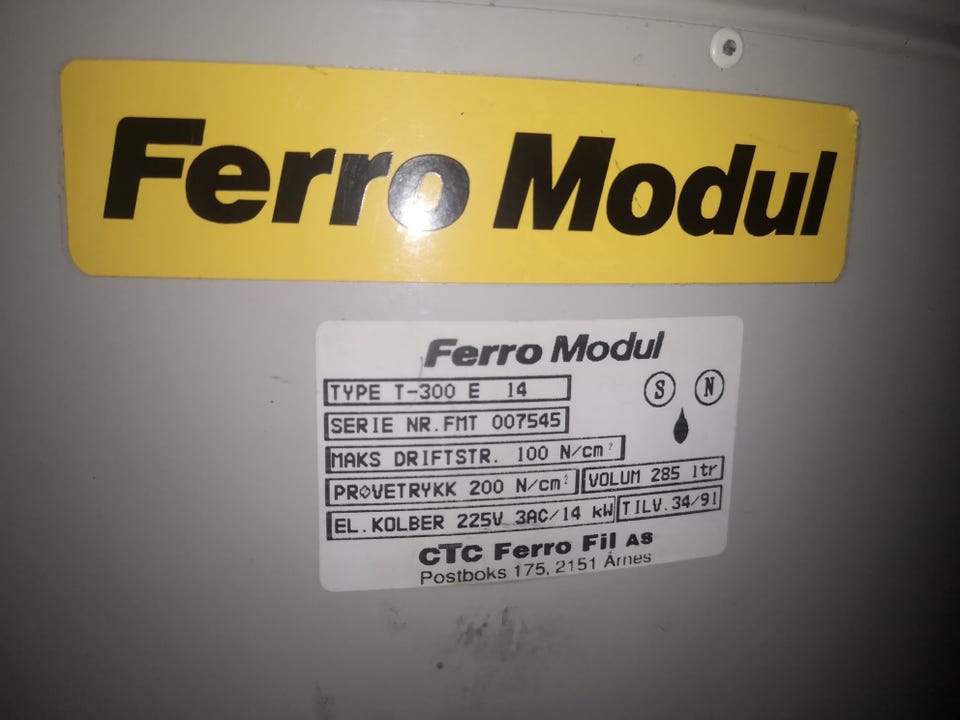 Ferro Modul
Ferro Modul
TYPE T-300 E 14
S N
SERIE NR.FMT 007545
MAKS DRIFTSTR. 100 N/cm²
PRØVETRYKK 200 N/cm² VOLUM 285 ltr
EL.KOLBER 225V 3AC/14 kW TILV.34/91
CTC Ferro Fil AS
Postboks 175, 2151 Årnes